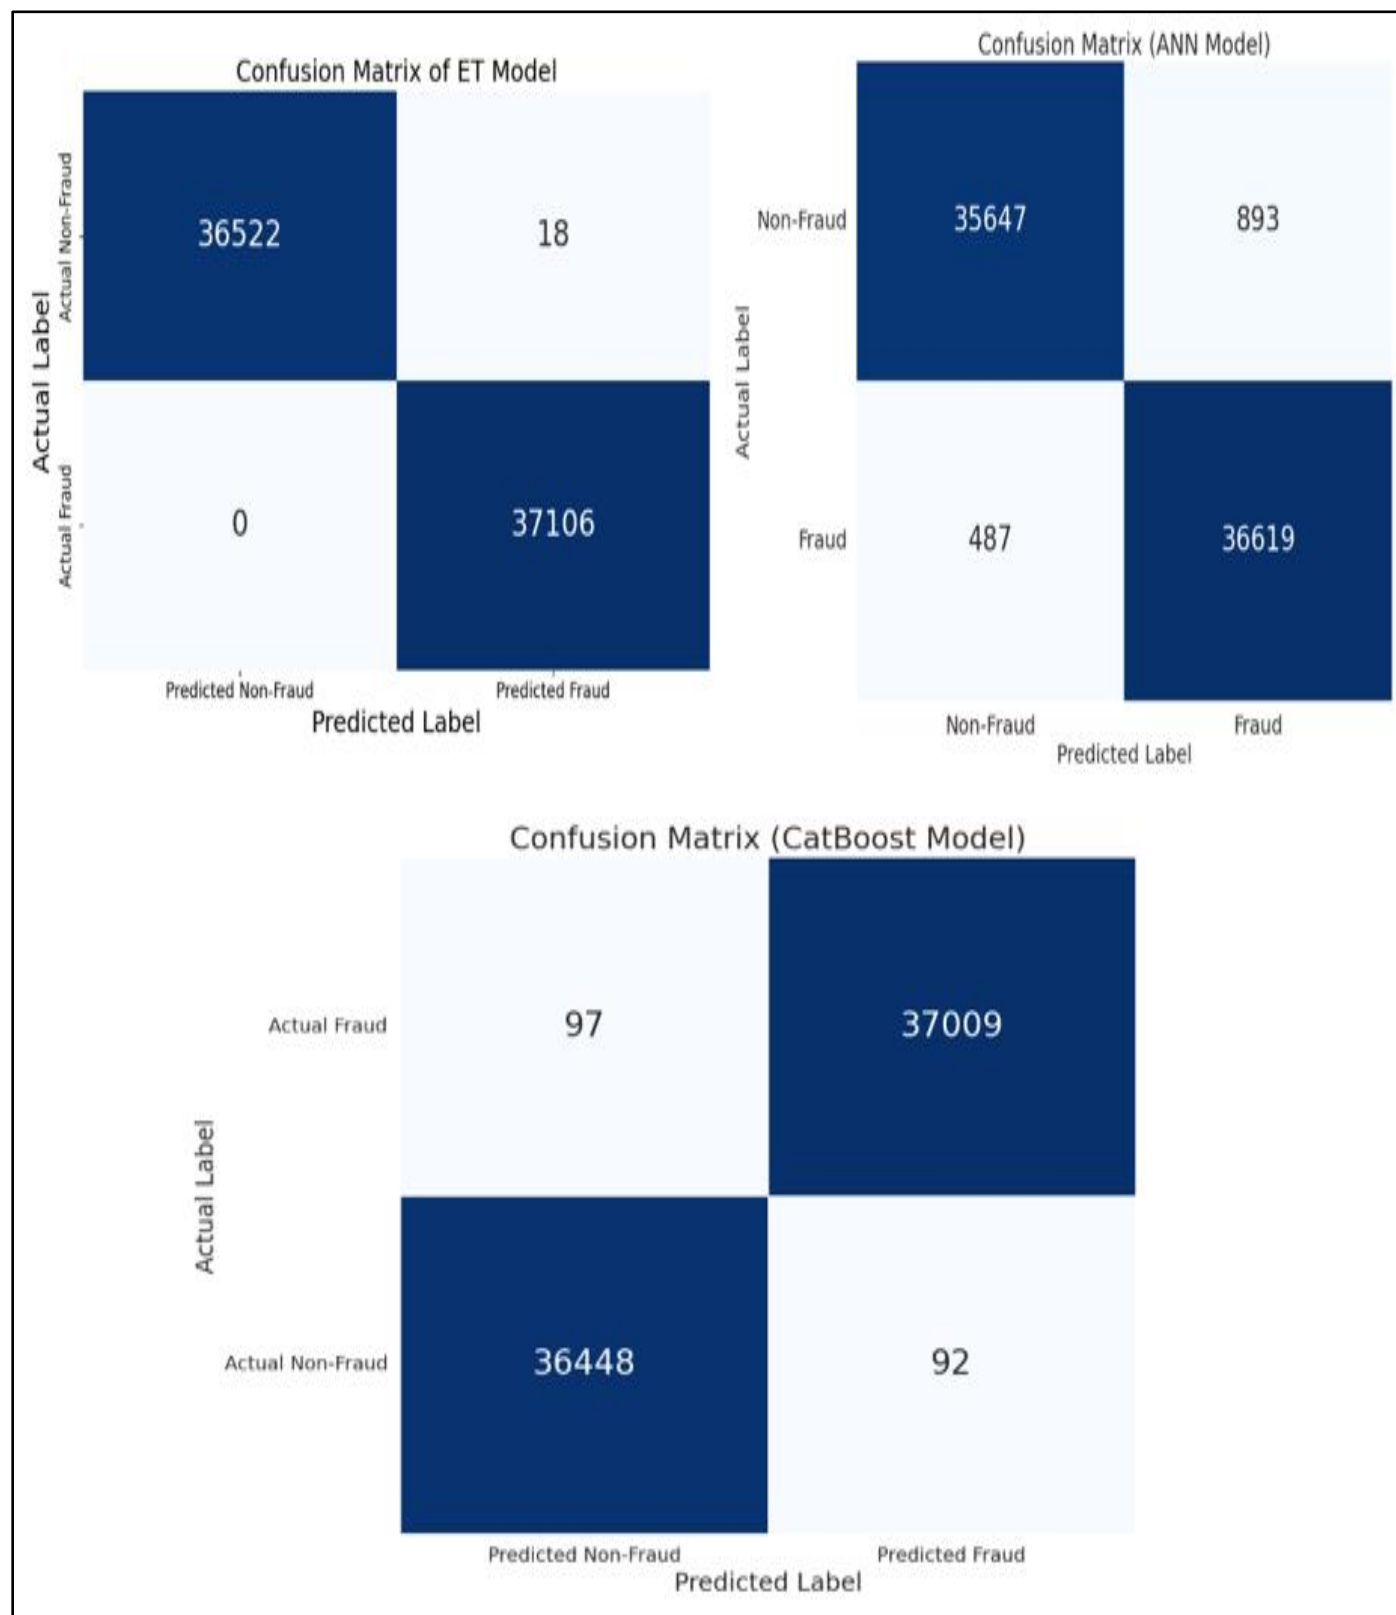 Confusion Matrix of ET Model
Actual Label
Actual Non-Fraud
36522 18
Actual Fraud
0 37106
Predicted Non-Fraud Predicted Fraud
Predicted Label
Confusion Matrix (ANN Model)
Actual Label
Non-Fraud 35647 893
Fraud 487 36619
Non-Fraud Fraud
Predicted Label
Confusion Matrix (CatBoost Model)
Actual Label
Actual Fraud 97 37009
Actual Non-Fraud 36448 92
Predicted Non-Fraud Predicted Fraud
Predicted Label